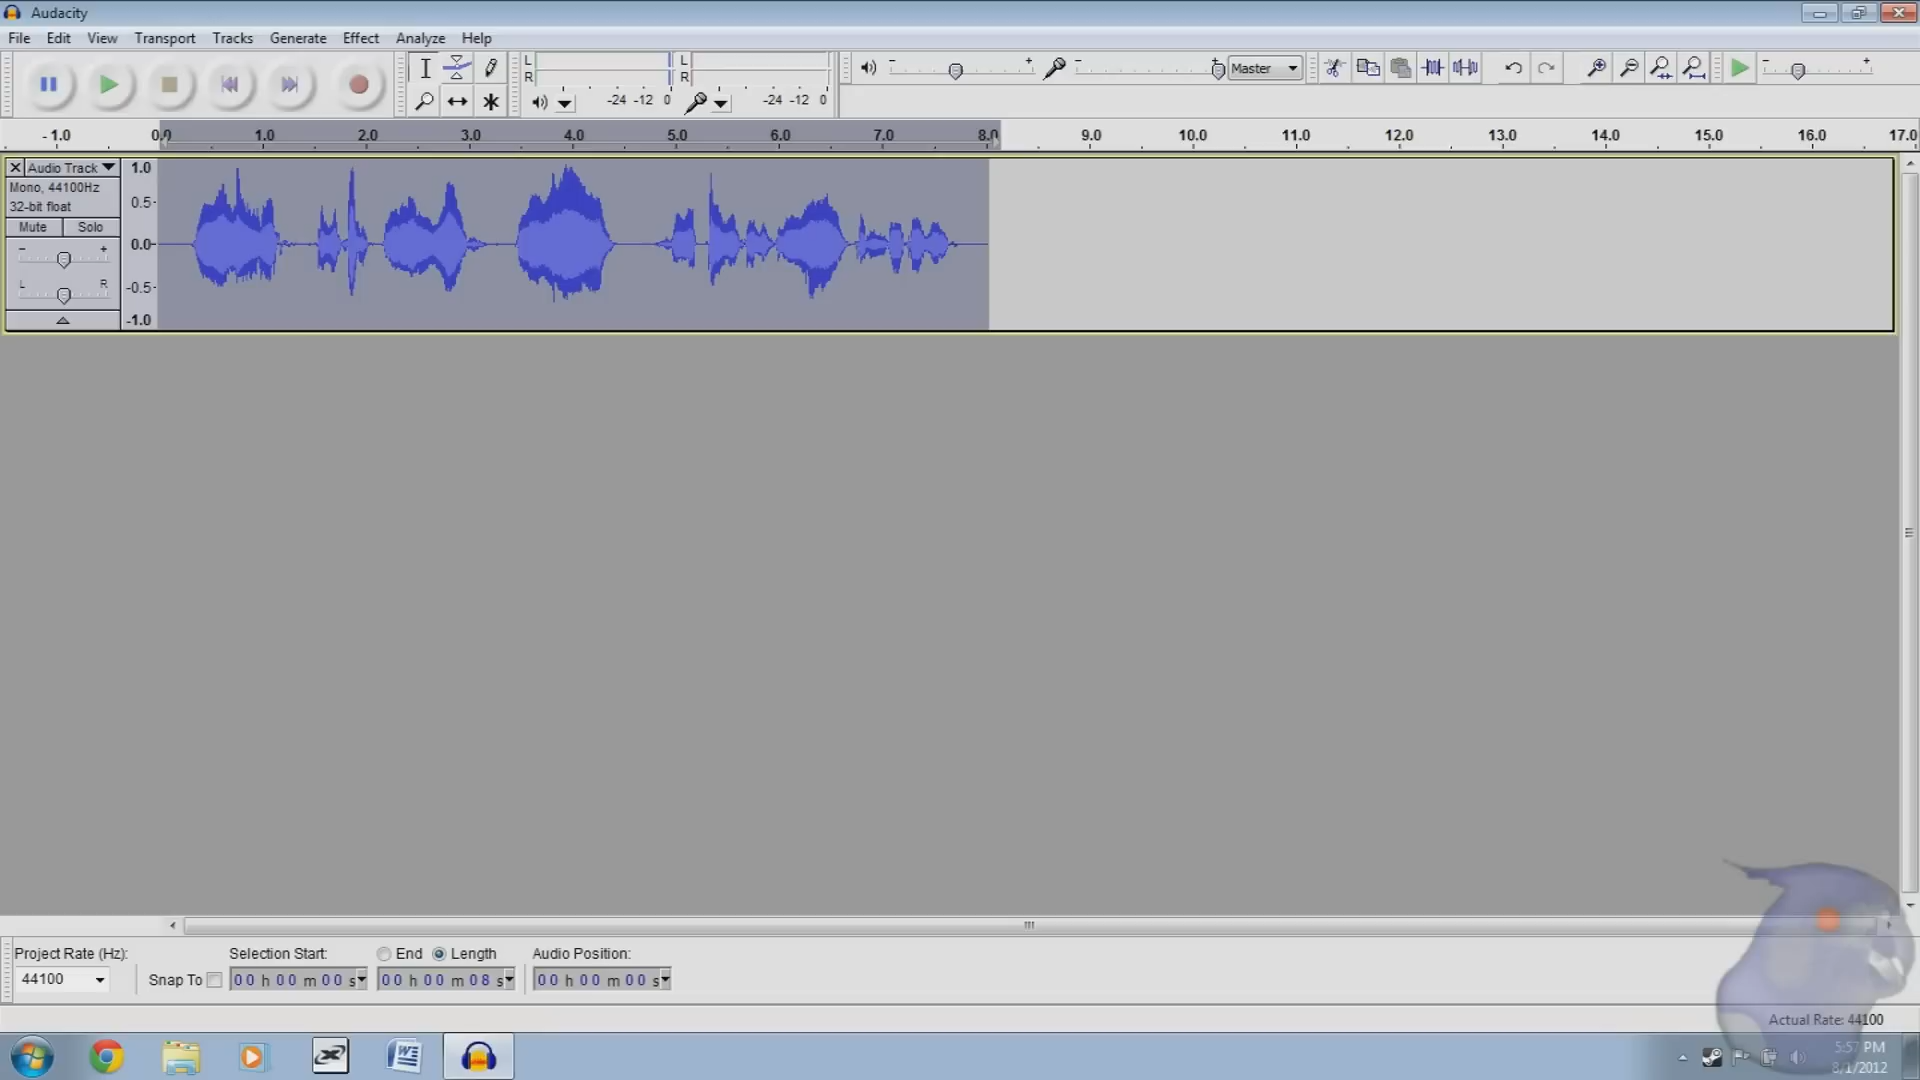 Audacity
File Edit View Transport Tracks Generate Effect Analyze Help
L R -24 -12 0
L R -24 -12 0
Master
- 1.0 0.0 1.0 2.0 3.0 4.0 5.0 6.0 7.0 8.0 9.0 10.0 11.0 12.0 13.0 14.0 15.0 16.0 17.0
Audio Track
Mono, 44100Hz
32-bit float
Mute Solo
- +
L R
1.0
0.5-
0.0-
-0.5-
-1.0
Project Rate (Hz): Selection Start: End Length Audio Position:
44100 Snap To 00 h 00 m 00 s 00 h 00 m 08 s 00 h 00 m 00 s
Actual Rate: 44100
5:57 PM
8/1/2012